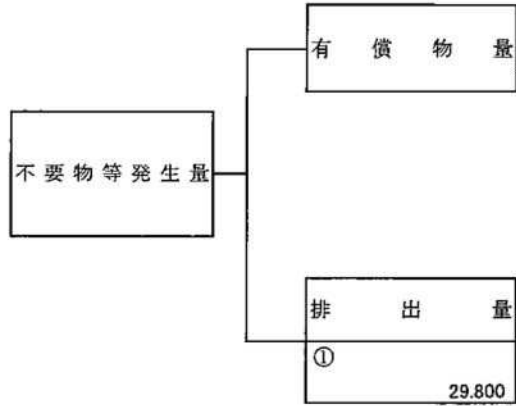 有償物量
不要物等発生量
排出量
①
29.800